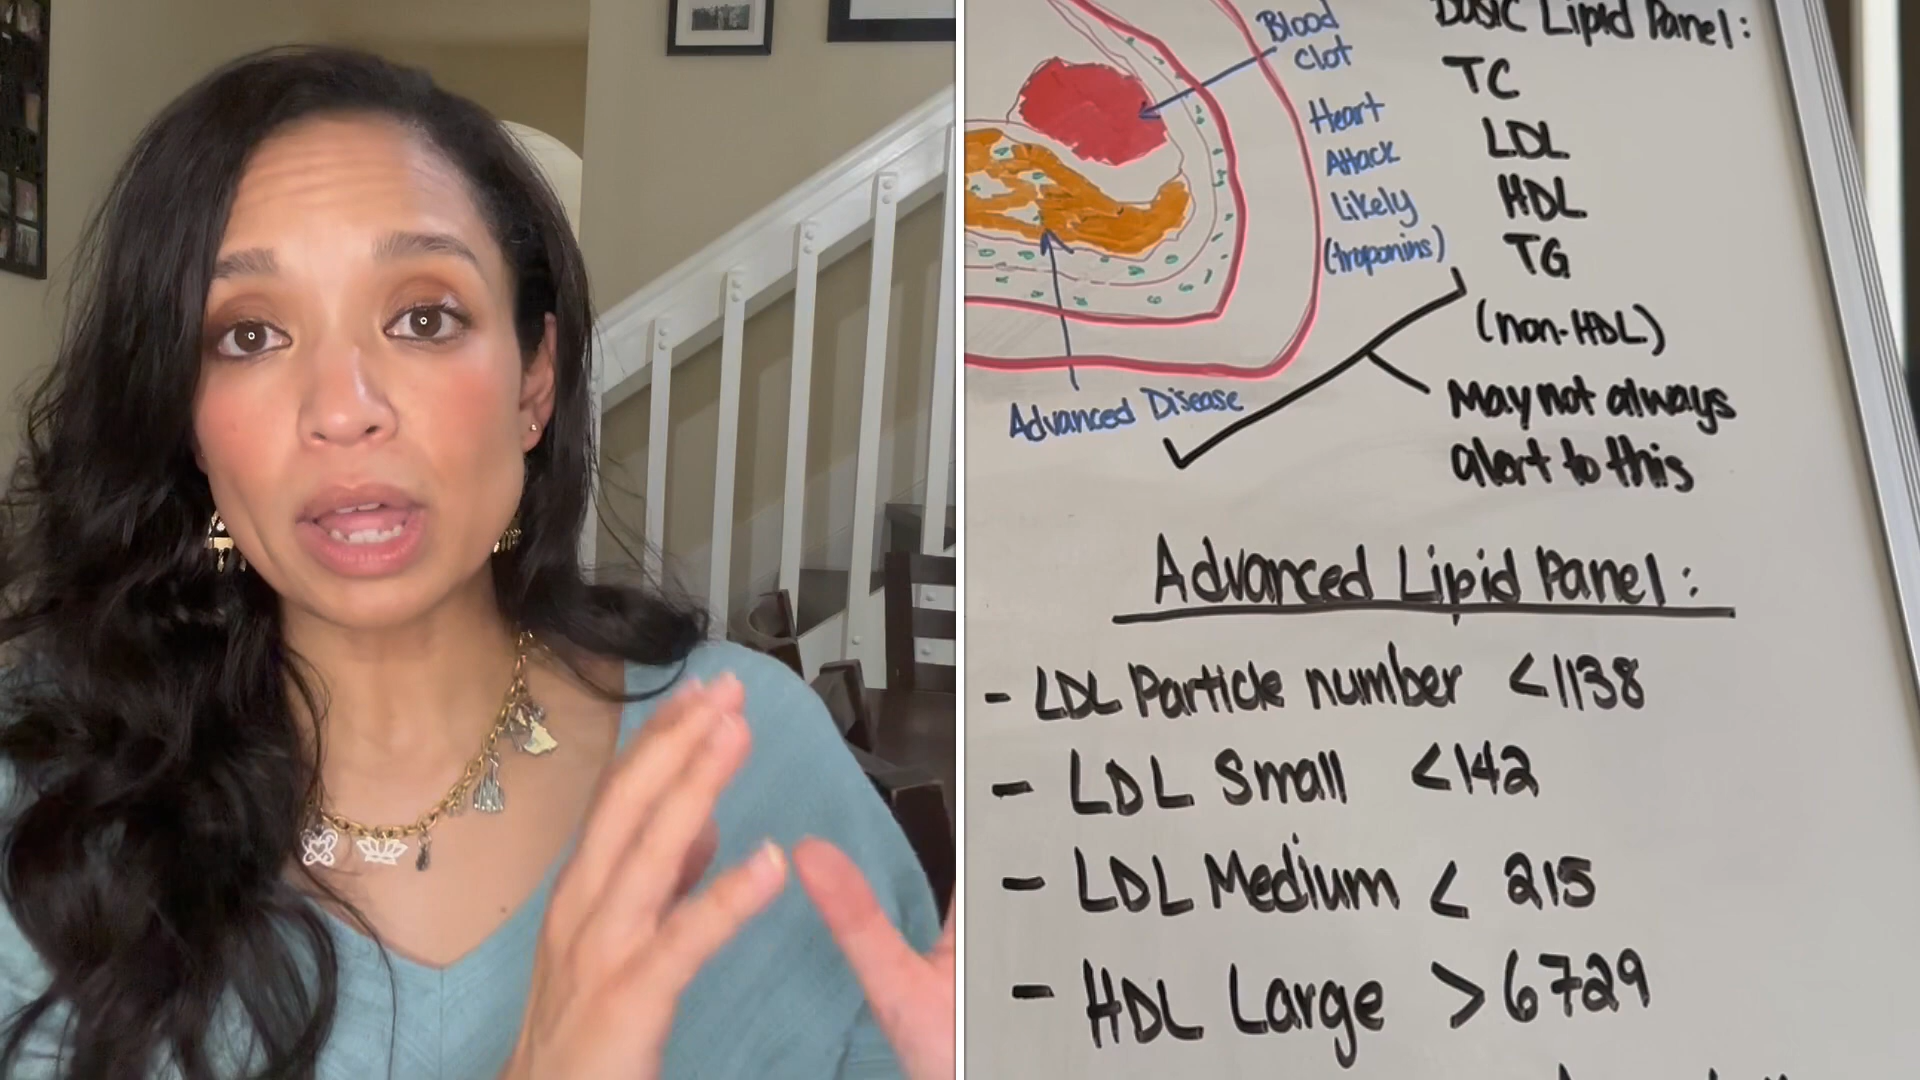 Blood
clot
Heart
Attack
Likely
(troponins)
Advanced Disease
Basic Lipid Panel:
TC
LDL
HDL
TG
(non-HDL)
May not always
alert to this
Advanced Lipid Panel:
- LDL Particle number <1138
- LDL Small <142
- LDL Medium < 215
- HDL Large > 6729